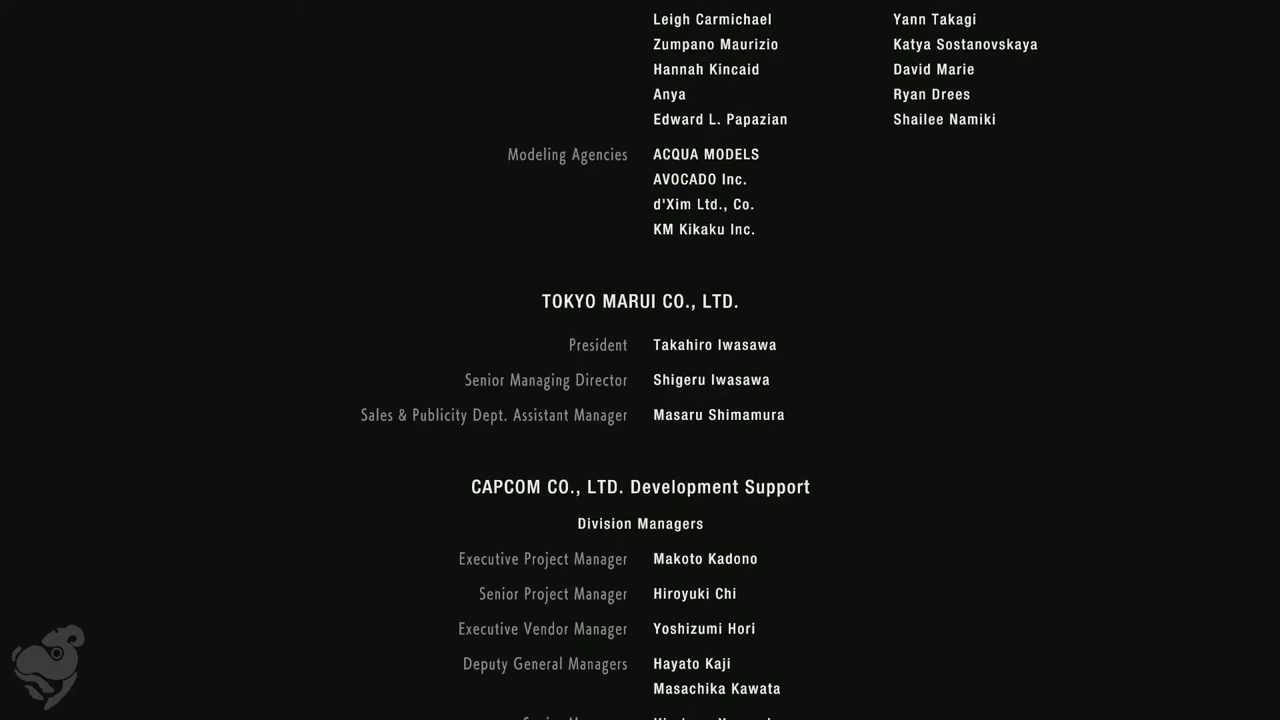 Leigh Carmichael Yann Takagi
Zumpano Maurizio Katya Sostanovskaya
Hannah Kincaid David Marie
Anya Ryan Drees
Edward L. Papazian Shailee Namiki
Modeling Agencies ACQUA MODELS
AVOCADO Inc.
d'Xim Ltd., Co.
KM Kikaku Inc.
TOKYO MARUI CO., LTD.
President Takahiro Iwasawa
Senior Managing Director Shigeru Iwasawa
Sales & Publicity Dept. Assistant Manager Masaru Shimamura
CAPCOM CO., LTD. Development Support
Division Managers
Executive Project Manager Makoto Kadono
Senior Project Manager Hiroyuki Chi
Executive Vendor Manager Yoshizumi Hori
Deputy General Managers Hayato Kaji
Masachika Kawata